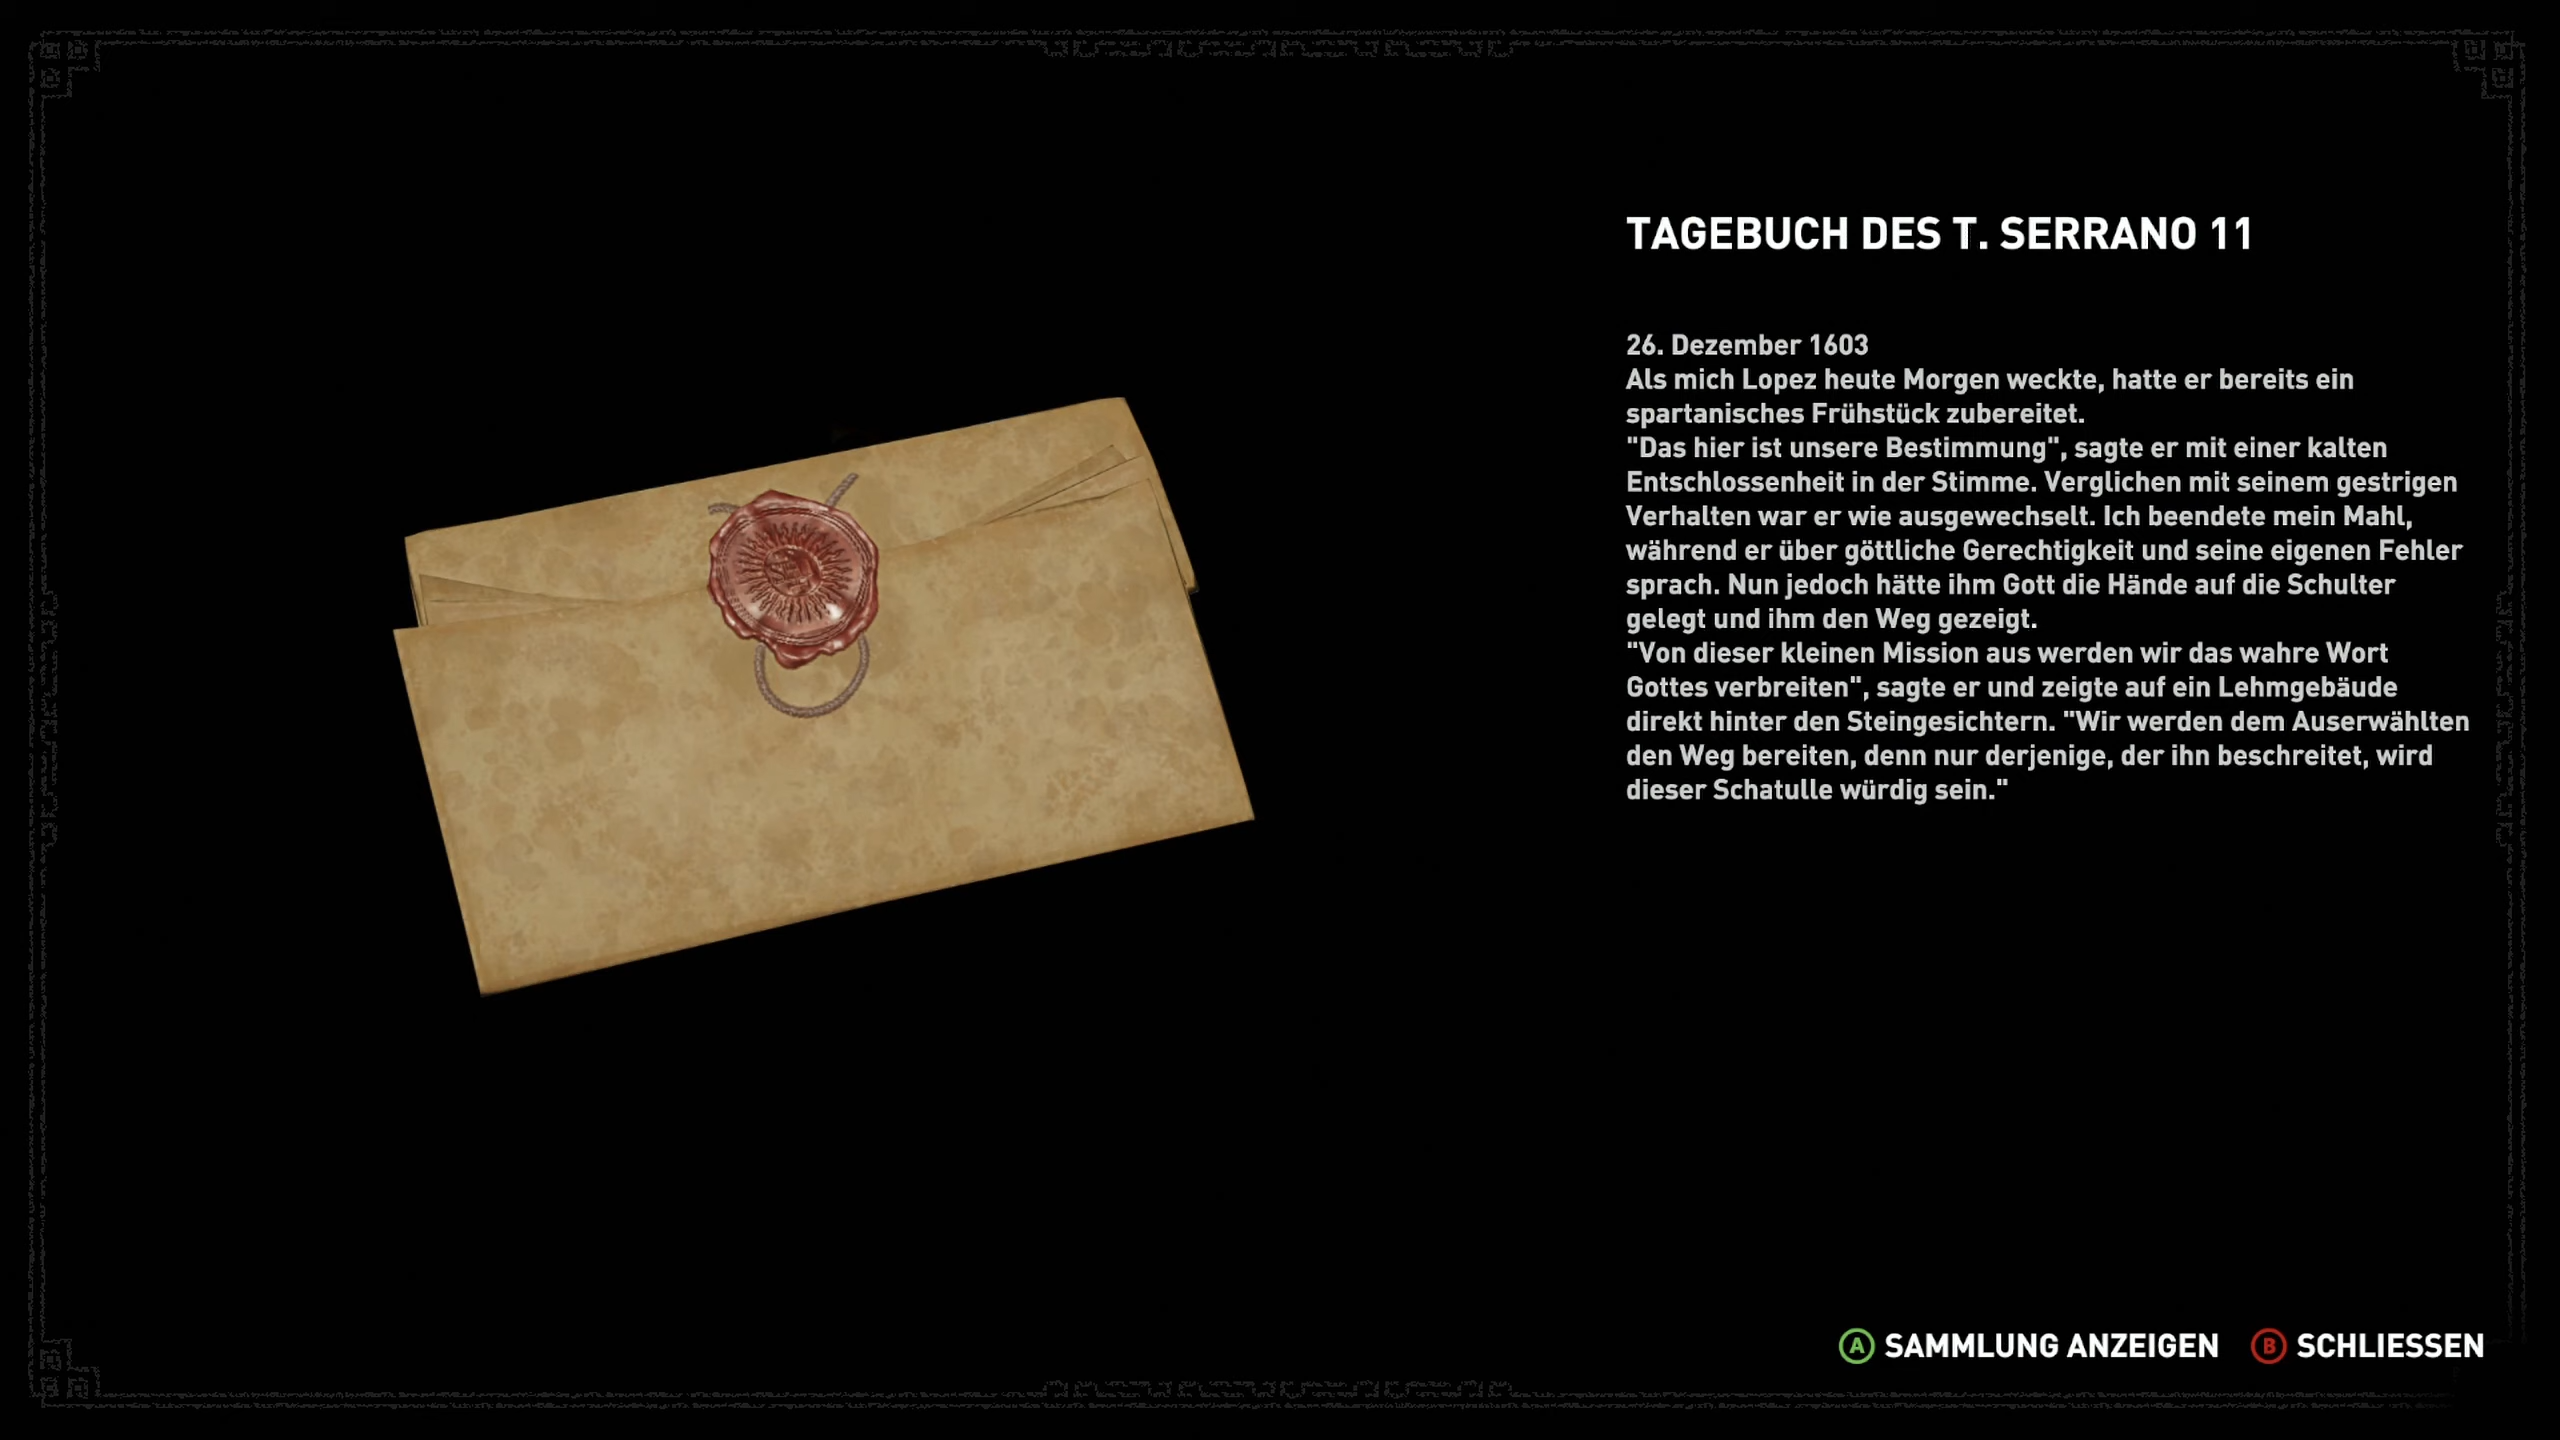 TAGEBUCH DES T. SERRANO 11
26. Dezember 1603
Als mich Lopez heute Morgen weckte, hatte er bereits ein
spartanisches Frühstück zubereitet.
"Das hier ist unsere Bestimmung", sagte er mit einer kalten
Entschlossenheit in der Stimme. Verglichen mit seinem gestrigen
Verhalten war er wie ausgewechselt. Ich beendete mein Mahl,
während er über göttliche Gerechtigkeit und seine eigenen Fehler
sprach. Nun jedoch hätte ihm Gott die Hände auf die Schulter
gelegt und ihm den Weg gezeigt.
"Von dieser kleinen Mission aus werden wir das wahre Wort
Gottes verbreiten", sagte er und zeigte auf ein Lehmgebäude
direkt hinter den Steingesichtern. "Wir werden dem Auserwählten
den Weg bereiten, denn nur derjenige, der ihn beschreitet, wird
dieser Schatulle würdig sein."
A SAMMLUNG ANZEIGEN B SCHLIESSEN